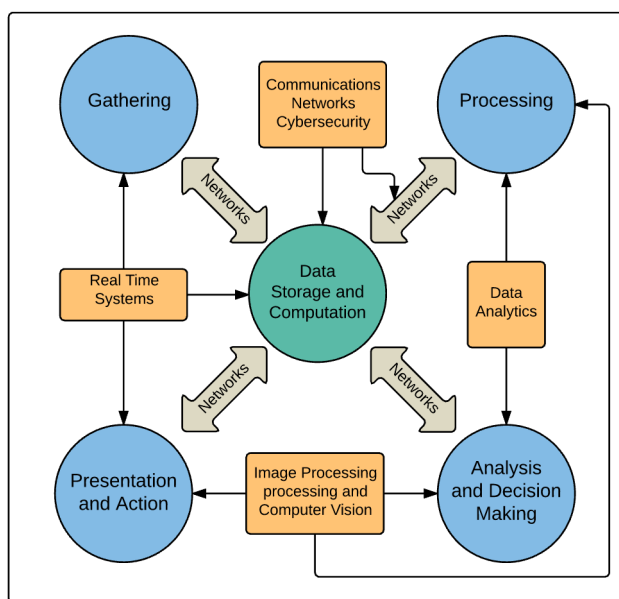 Gathering
Communications
Networks
Cybersecurity
Processing
Networks
Networks
Real Time
Systems
Data
Storage and
Computation
Data
Analytics
Networks
Networks
Presentation
and Action
Image Processing
processing and
Computer Vision
Analysis
and Decision
Making